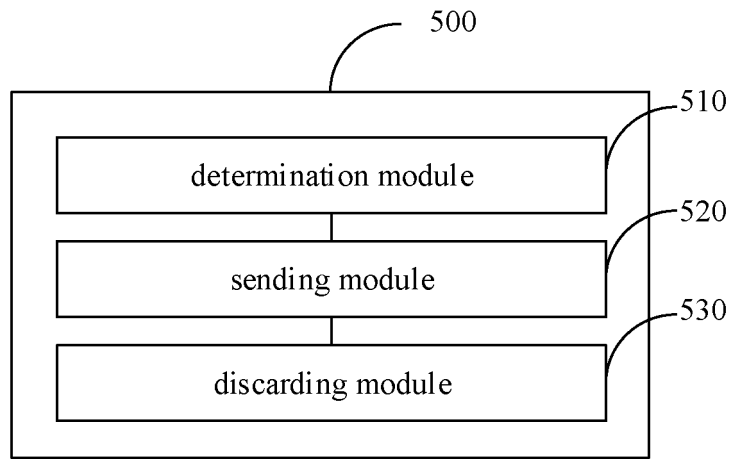 500
510
determination module
520
sending module
530
discarding module